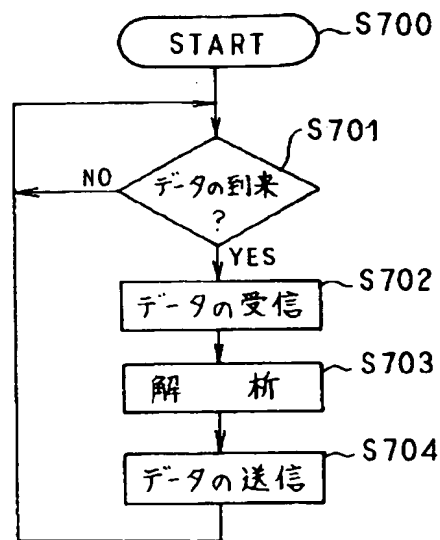 START
S700
S701
データの到来
?
NO
YES
S702
データの受信
S703
解 析
S704
データの送信